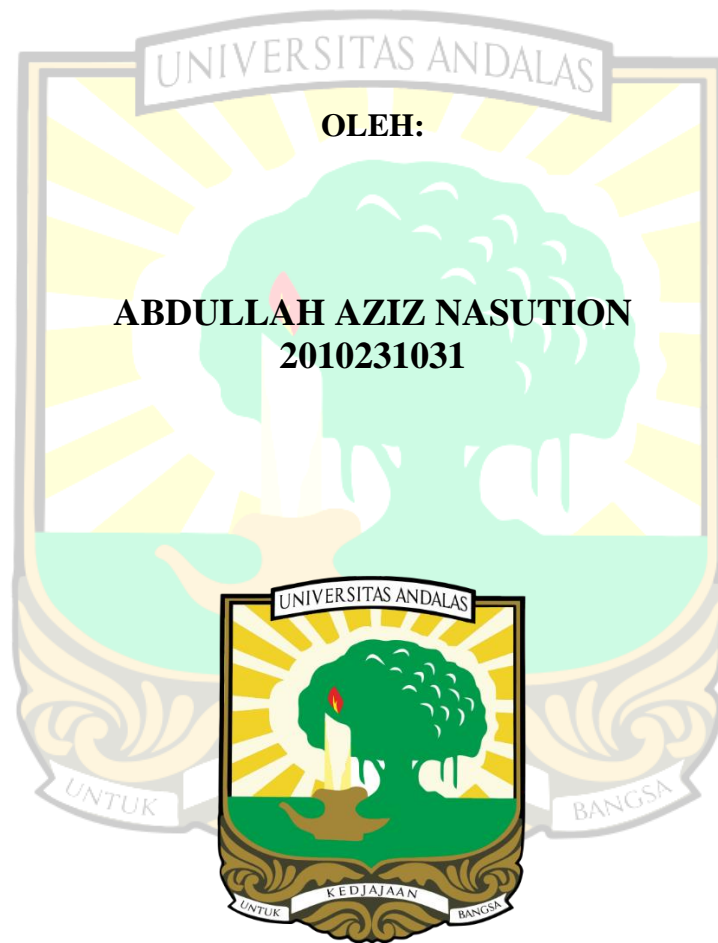 UNIVERSITAS ANDALAS
OLEH:
ABDULLAH AZIZ NASUTION
2010231031
UNIVERSITAS ANDALAS
UNTUK BANGSA
KEDJAJAAN
UNTUK BANGSA